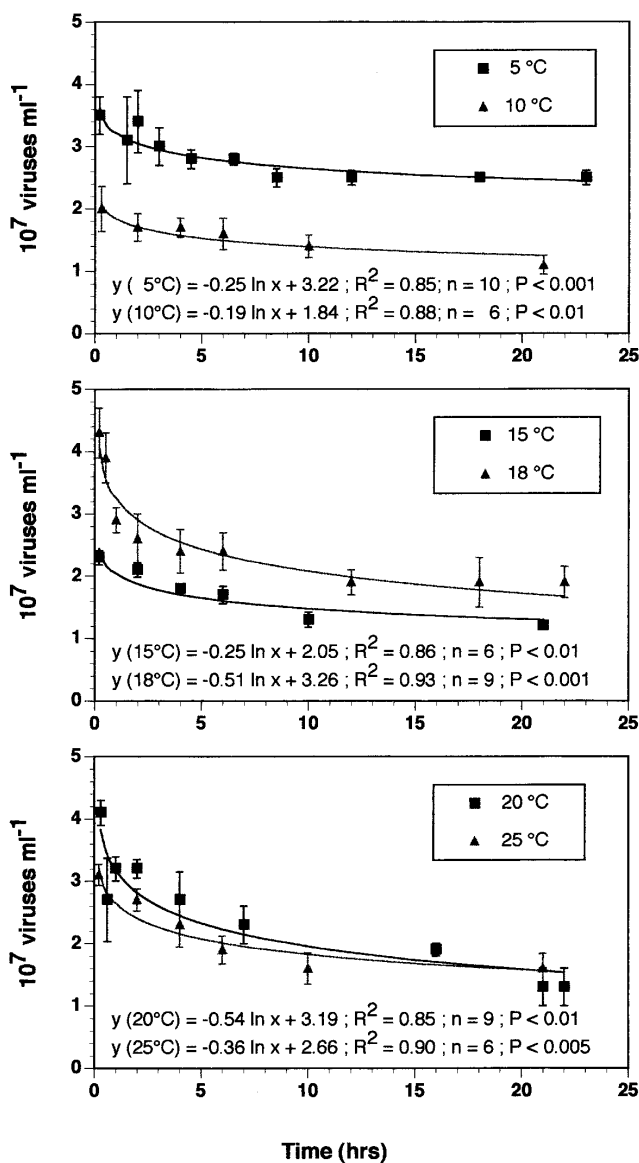 5 °C
10 °C
10⁷ viruses ml⁻¹
5
4
3
2
1
0
y ( 5°C) = -0.25 ln x + 3.22 ; R² = 0.85; n = 10 ; P < 0.001
y (10°C) = -0.19 ln x + 1.84 ; R² = 0.88; n = 6 ; P < 0.01
0 5 10 15 20 25
15 °C
18 °C
10⁷ viruses ml⁻¹
5
4
3
2
1
0
y (15°C) = -0.25 ln x + 2.05 ; R² = 0.86 ; n = 6 ; P < 0.01
y (18°C) = -0.51 ln x + 3.26 ; R² = 0.93 ; n = 9 ; P < 0.001
0 5 10 15 20 25
20 °C
25 °C
10⁷ viruses ml⁻¹
5
4
3
2
1
0
y (20°C) = -0.54 ln x + 3.19 ; R² = 0.85 ; n = 9 ; P < 0.01
y (25°C) = -0.36 ln x + 2.66 ; R² = 0.90 ; n = 6 ; P < 0.005
0 5 10 15 20 25
Time (hrs)